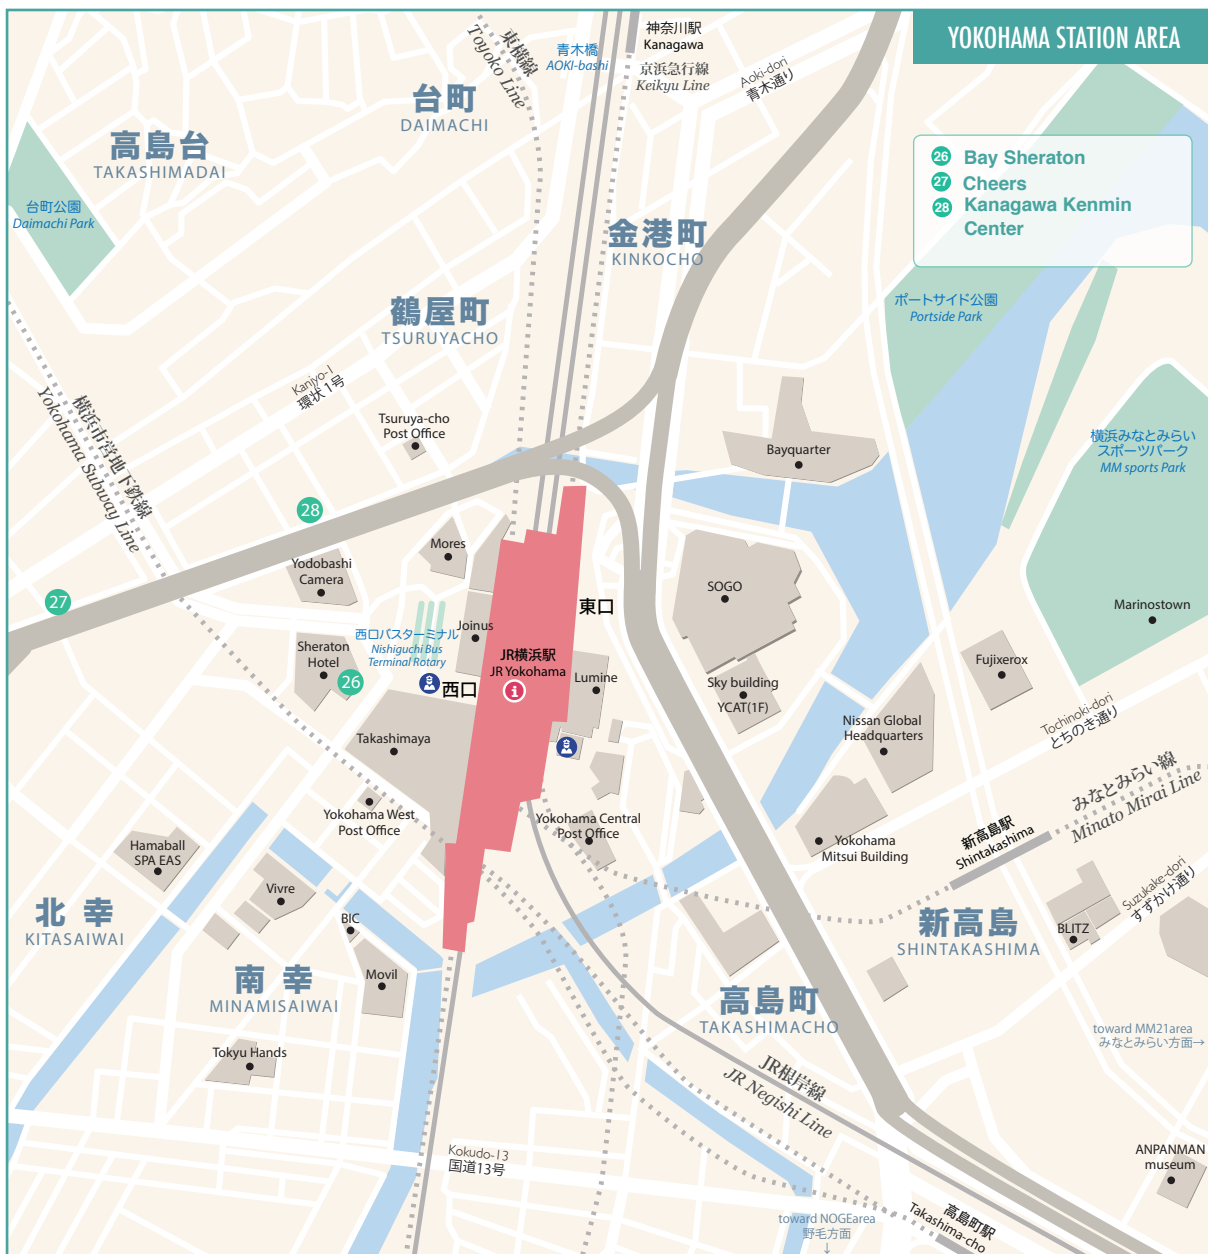 YOKOHAMA STATION AREA
26 Bay Sheraton
27 Cheers
28 Kanagawa Kenmin
Center
神奈川駅
Kanagawa
京浜急行線
Keikyu Line
青木橋
AOKI-bashi
東横線
Toyoko Line
Aoki-dori
青木通り
台町
DAIMACHI
高島台
TAKASHIMADAI
台町公園
Daimachi Park
金港町
KINKOCHO
鶴屋町
TSURUYACHO
ポートサイド公園
Portside Park
Kanjyo-1
環状1号
横浜市営地下鉄線
Yokohama Subway Line
Tsuruya-cho
Post Office
Bayquarter
横浜みなとみらい
スポーツパーク
MM sports Park
28
Mores
Yodobashi
Camera
27
SOGO
東口
Marinostown
Joinus
西口バスターミナル
Nishiguchi Bus
Terminal Rotary
Sheraton
Hotel
26
西口
JR横浜駅
JR Yokohama
i
Lumine
Sky building
YCAT(1F)
Fujixerox
Nissan Global
Headquarters
Tochinoki-dori
とちのき通り
Takashimaya
みなとみらい線
Minato Mirai Line
Yokohama West
Post Office
Yokohama Central
Post Office
Yokohama
Mitsui Building
新高島駅
Shintakashima
Hamaball
SPA EAS
Vivre
BIC
Suzukake-dori
すずかけ通り
北幸
KITASAIWAI
新高島
SHINTAKASHIMA
BLITZ
Movil
南幸
MINAMISAIWAI
高島町
TAKASHIMACHO
toward MM21area
みなとみらい方面→
Tokyu Hands
JR根岸線
JR Negishi Line
Kokudo-13
国道13号
ANPANMAN
museum
toward NOGEarea
野毛方面
↓
高島町駅
Takashima-cho